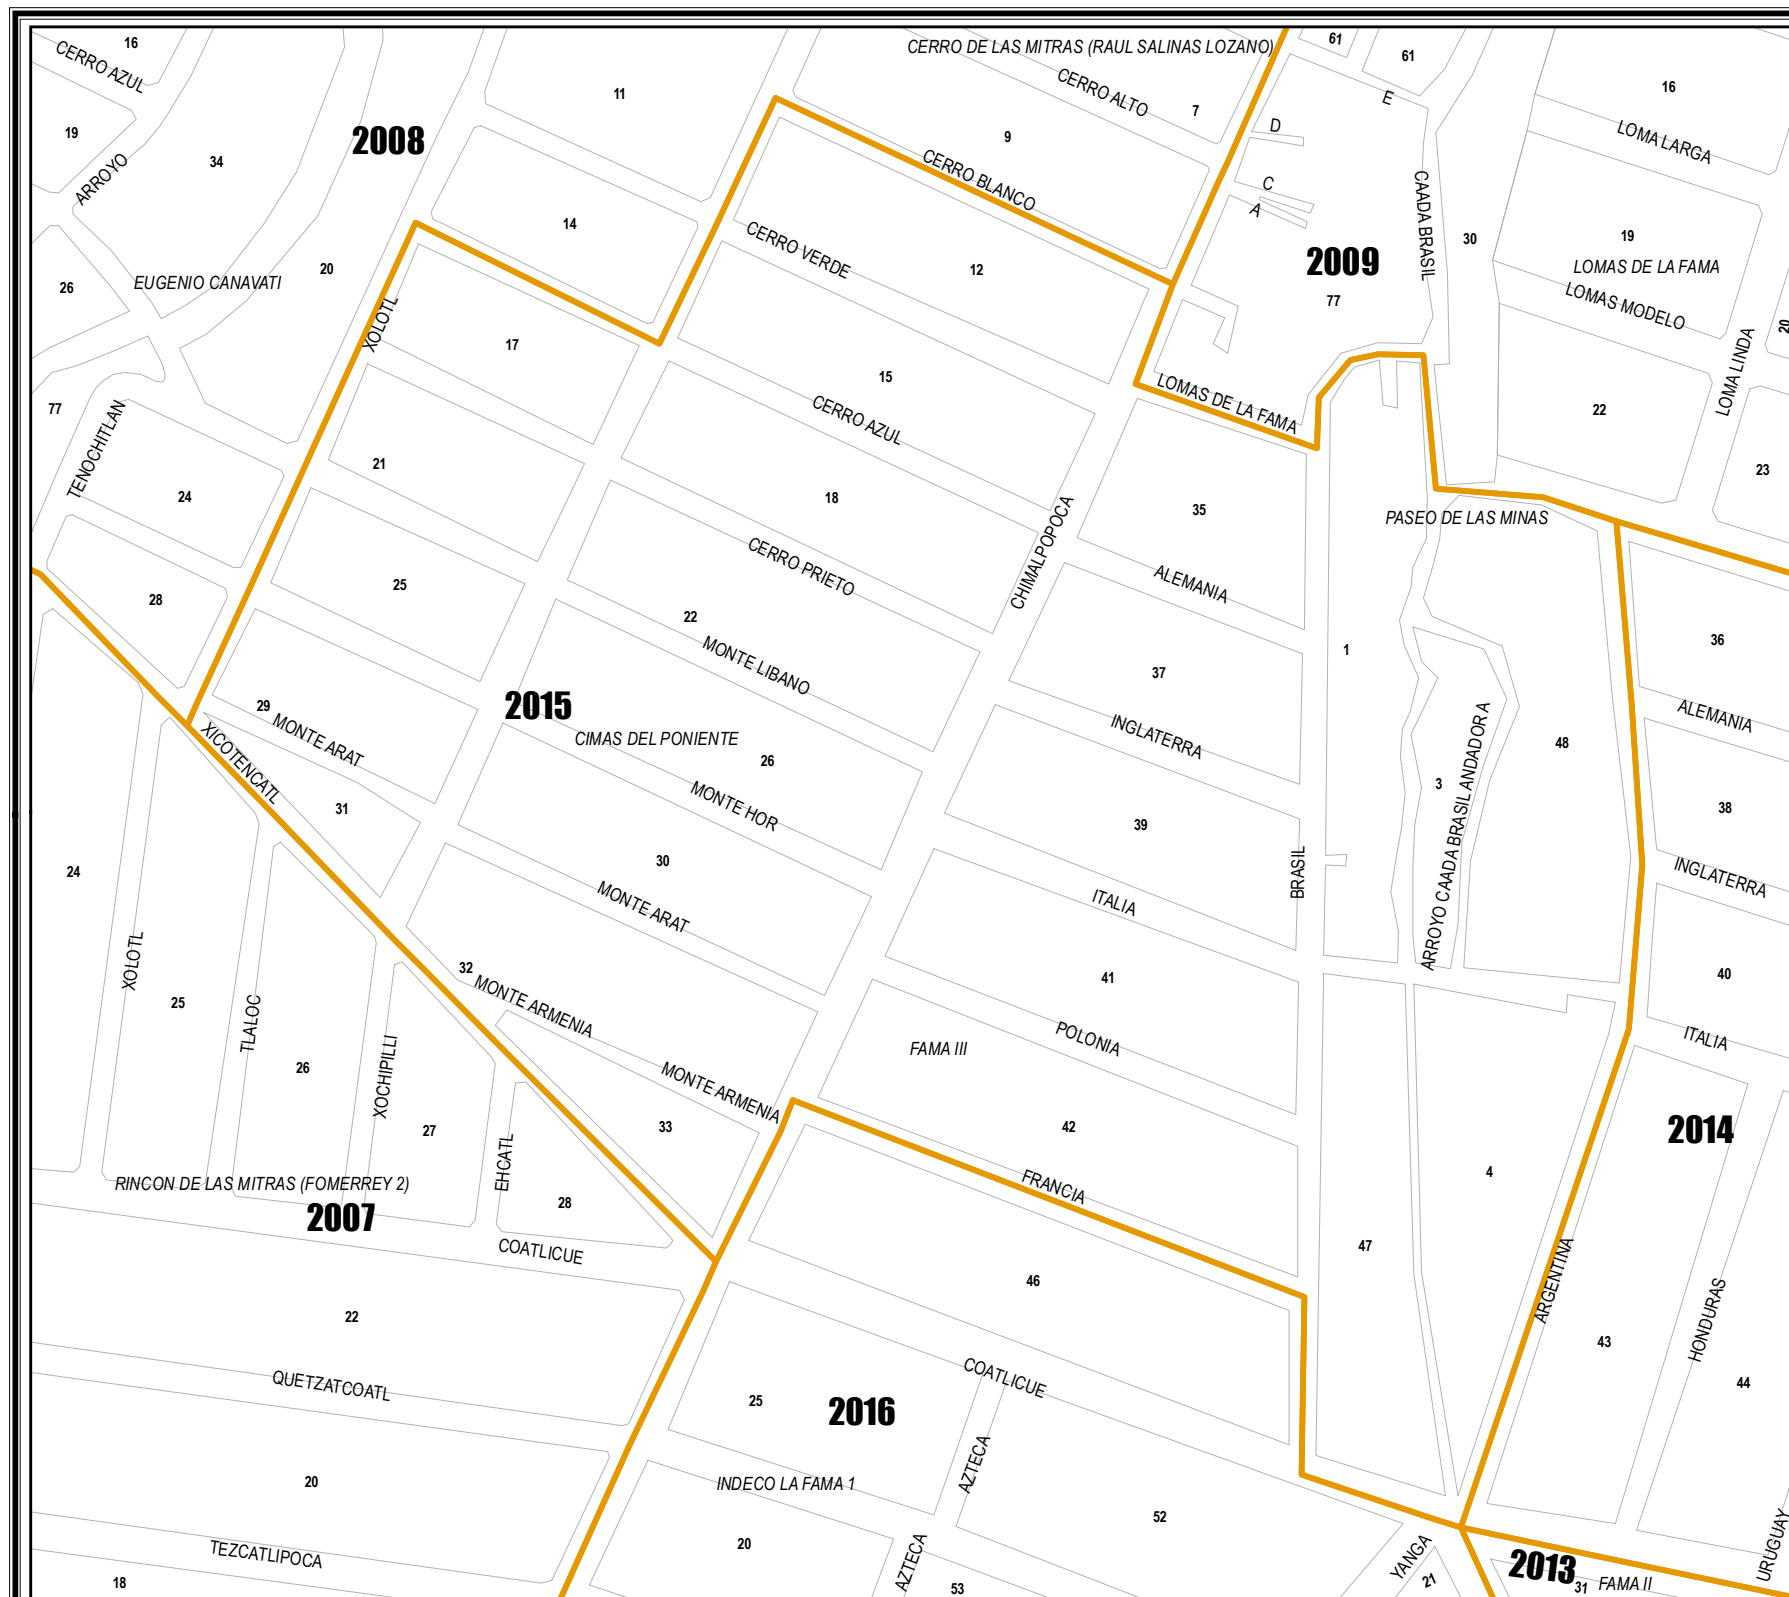 16
CERRO AZUL
19
ARROYO
34
2008
11
CERRO DE LAS MITRAS (RAUL SALINAS LOZANO)
CERRO ALTO
7
9
CERRO BLANCO
61
61
E
D
C
A
16
LOMA LARGA
CAADA BRASIL
30
19
LOMAS DE LA FAMA
LOMAS MODELO
2009
77
14
26
EUGENIO CANAVATI
20
XOLOTL
17
CERRO VERDE
12
15
CERRO AZUL
LOMAS DE LA FAMA
LOMA LINDA
20
22
23
77
TENOCHITLAN
24
21
18
CERRO PRIETO
CHIMALPOPOCA
35
ALEMANIA
PASEO DE LAS MINAS
28
25
22
MONTE LIBANO
37
INGLATERRA
1
36
ALEMANIA
29
MONTE ARAT
XICOTENCATL
31
2015
CIMAS DEL PONIENTE
26
MONTE HOR
39
BRASIL
3
ARROYO CAADA BRASIL ANDADOR A
48
38
INGLATERRA
24
XOLOTL
30
MONTE ARAT
ITALIA
41
40
ITALIA
25
TLALOC
26
XOCHIPILLI
32
MONTE ARMENIA
MONTE ARMENIA
POLONIA
FAMA III
42
FRANCIA
2014
27
EHCATL
33
28
RINCON DE LAS MITRAS (FOMERREY 2)
2007
COATLICUE
4
47
46
ARGENTINA
HONDURAS
43
44
22
QUETZATCOATL
COATLICUE
25
2016
AZTECA
20
INDECO LA FAMA 1
52
TEZCATLIPOCA
18
20
AZTECA
53
YANGA
21
2013
31
FAMA II
URUGUAY